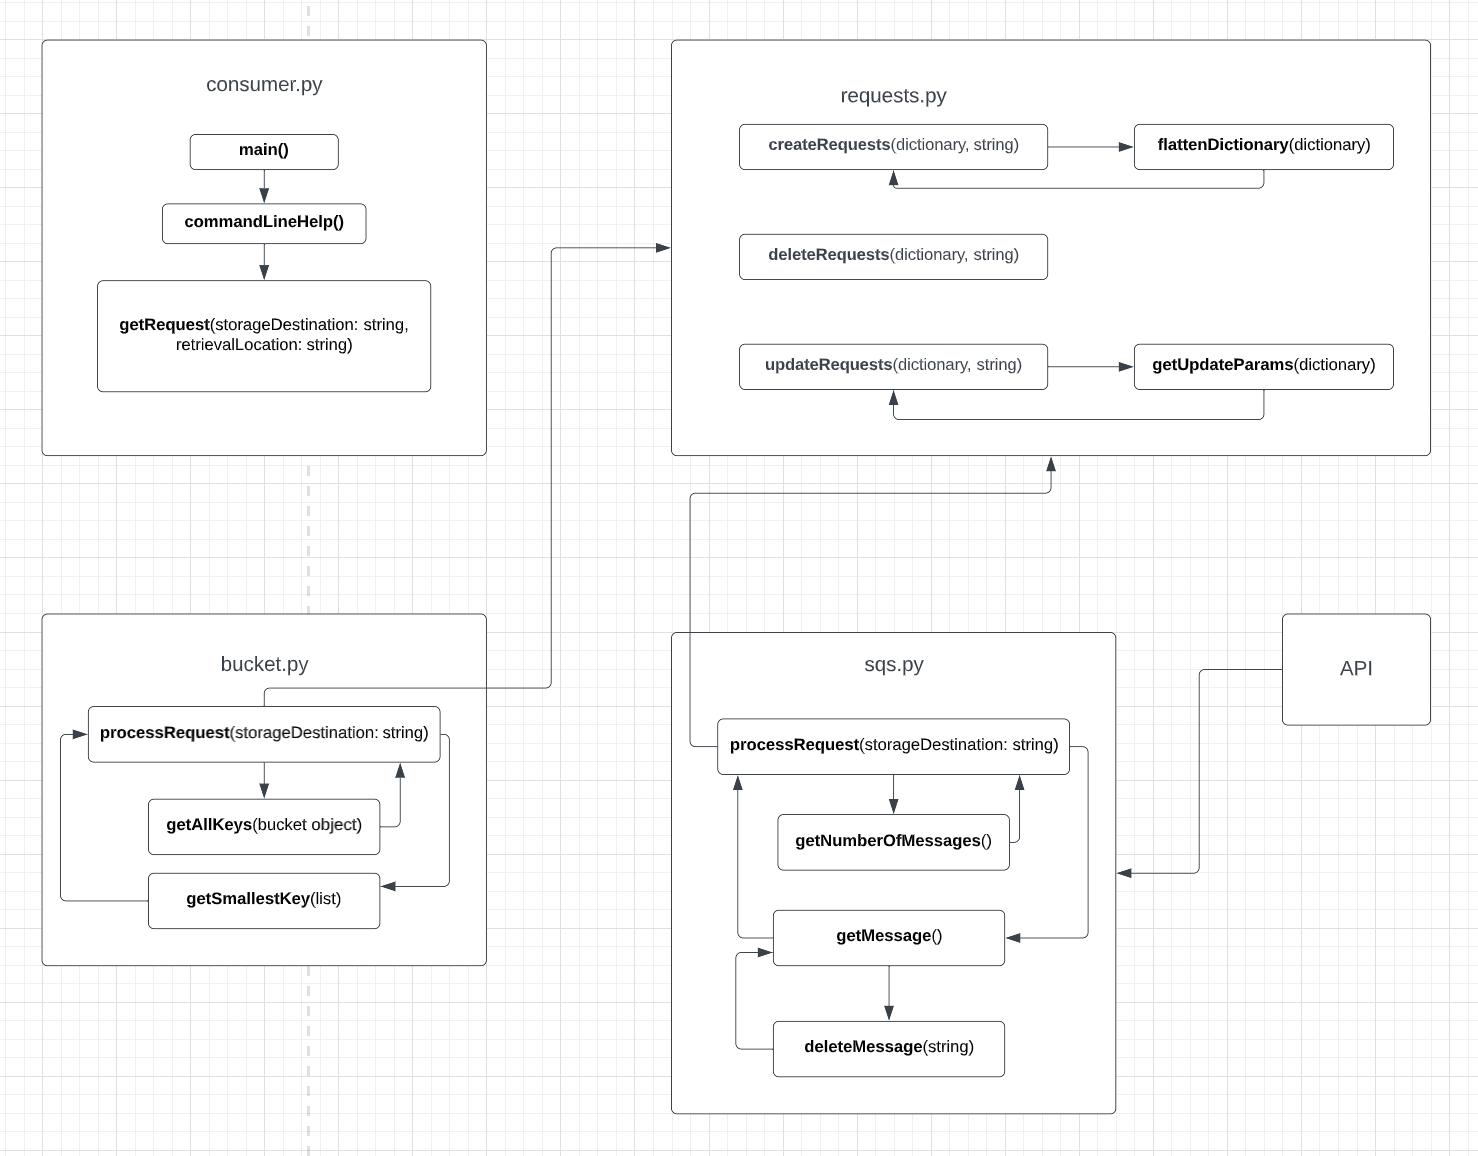 consumer.py
main()
commandLineHelp()
getRequest(storageDestination: string,
retrievalLocation: string)
requests.py
createRequests(dictionary, string)
flattenDictionary(dictionary)
deleteRequests(dictionary, string)
updateRequests(dictionary, string)
getUpdateParams(dictionary)
bucket.py
processRequest(storageDestination: string)
getAllKeys(bucket object)
getSmallestKey(list)
sqs.py
processRequest(storageDestination: string)
getNumberOfMessages()
getMessage()
deleteMessage(string)
API